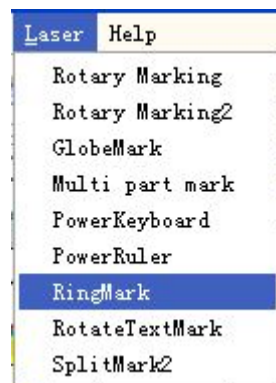 Laser Help
Rotary Marking
Rotary Marking2
GlobeMark
Multi part mark
PowerKeyboard
PowerRuler
RingMark
RotateTextMark
SplitMark2